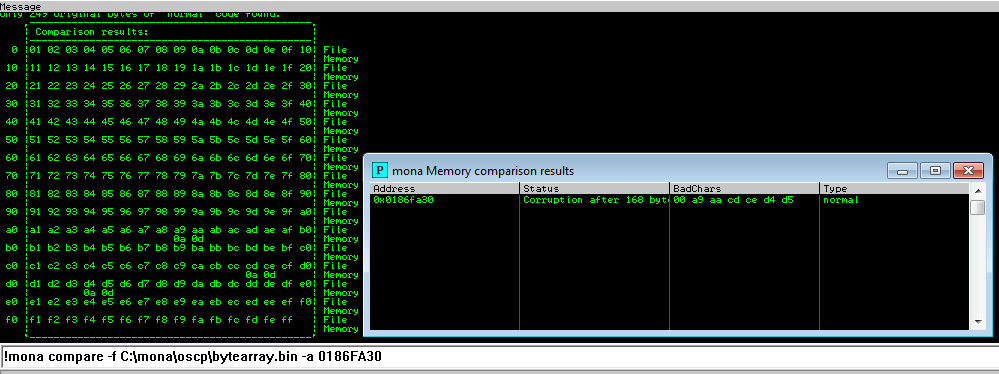 Message
only 249 original bytes of 'normal' code found.
Comparison results:
0 |01 02 03 04 05 06 07 08 09 0a 0b 0c 0d 0e 0f 10| File
Memory
10 |11 12 13 14 15 16 17 18 19 1a 1b 1c 1d 1e 1f 20| File
Memory
20 |21 22 23 24 25 26 27 28 29 2a 2b 2c 2d 2e 2f 30| File
Memory
30 |31 32 33 34 35 36 37 38 39 3a 3b 3c 3d 3e 3f 40| File
Memory
40 |41 42 43 44 45 46 47 48 49 4a 4b 4c 4d 4e 4f 50| File
Memory
50 |51 52 53 54 55 56 57 58 59 5a 5b 5c 5d 5e 5f 60| File
Memory
60 |61 62 63 64 65 66 67 68 69 6a 6b 6c 6d 6e 6f 70| File
Memory
70 |71 72 73 74 75 76 77 78 79 7a 7b 7c 7d 7e 7f 80| File
Memory
80 |81 82 83 84 85 86 87 88 89 8a 8b 8c 8d 8e 8f 90| File
Memory
90 |91 92 93 94 95 96 97 98 99 9a 9b 9c 9d 9e 9f a0| File
Memory
a0 |a1 a2 a3 a4 a5 a6 a7 a8 a9 aa ab ac ad ae af b0| File
0a 0d Memory
b0 |b1 b2 b3 b4 b5 b6 b7 b8 b9 ba bb bc bd be bf c0| File
Memory
c0 |c1 c2 c3 c4 c5 c6 c7 c8 c9 ca cb cc cd ce cf d0| File
0a 0d Memory
d0 |d1 d2 d3 d4 d5 d6 d7 d8 d9 da db dc dd de df e0| File
0a 0d Memory
e0 |e1 e2 e3 e4 e5 e6 e7 e8 e9 ea eb ec ed ee ef f0| File
Memory
f0 |f1 f2 f3 f4 f5 f6 f7 f8 f9 fa fb fc fd fe ff | File
Memory
P mona Memory comparison results
Address Status BadChars Type
0x0186fa30 Corruption after 168 byt 00 a9 aa cd ce d4 d5 normal
!mona compare -f C:\mona\oscp\bytearray.bin -a 0186FA30